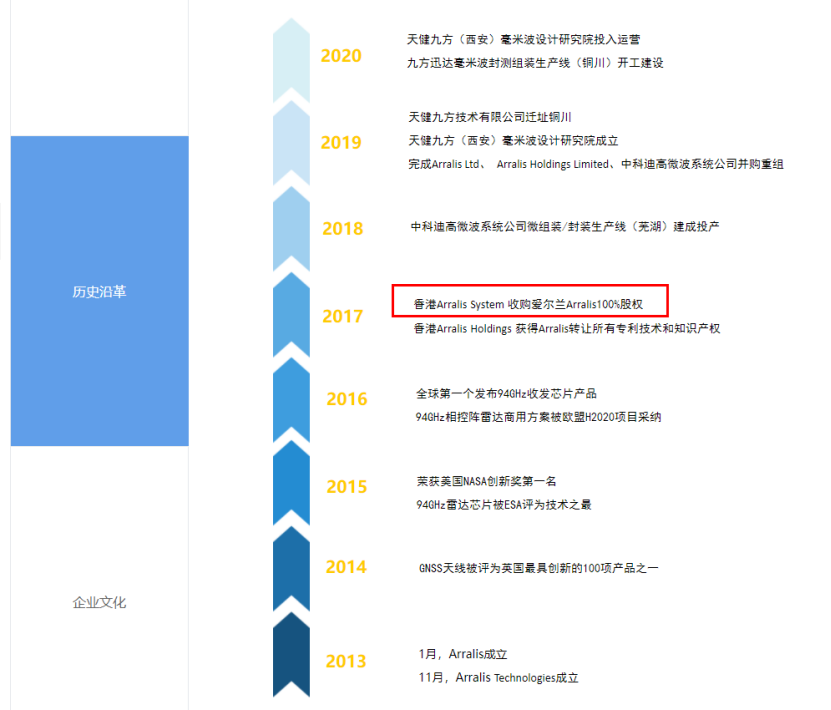 2020
天健九方（西安）毫米波设计研究院投入运营
九方迅达毫米波封测组装生产线（铜川）开工建设
2019
天健九方技术有限公司迁址铜川
天健九方（西安）毫米波设计研究院成立
完成Arralis Ltd、 Arralis Holdings Limited、中科迪高微波系统公司并购重组
2018
中科迪高微波系统公司微组装/封装生产线（芜湖）建成投产
历史沿革
2017
香港Arralis System 收购爱尔兰Arralis100%股权
香港Arralis Holdings 获得Arralis转让所有专利技术和知识产权
2016
全球第一个发布94GHz收发芯片产品
94GHz相控阵雷达商用方案被欧盟H2020项目采纳
2015
荣获美国NASA创新奖第一名
94GHz雷达芯片被ESA评为技术之最
2014
GNSS天线被评为英国最具创新的100项产品之一
企业文化
2013
1月，Arralis成立
11月，Arralis Technologies成立